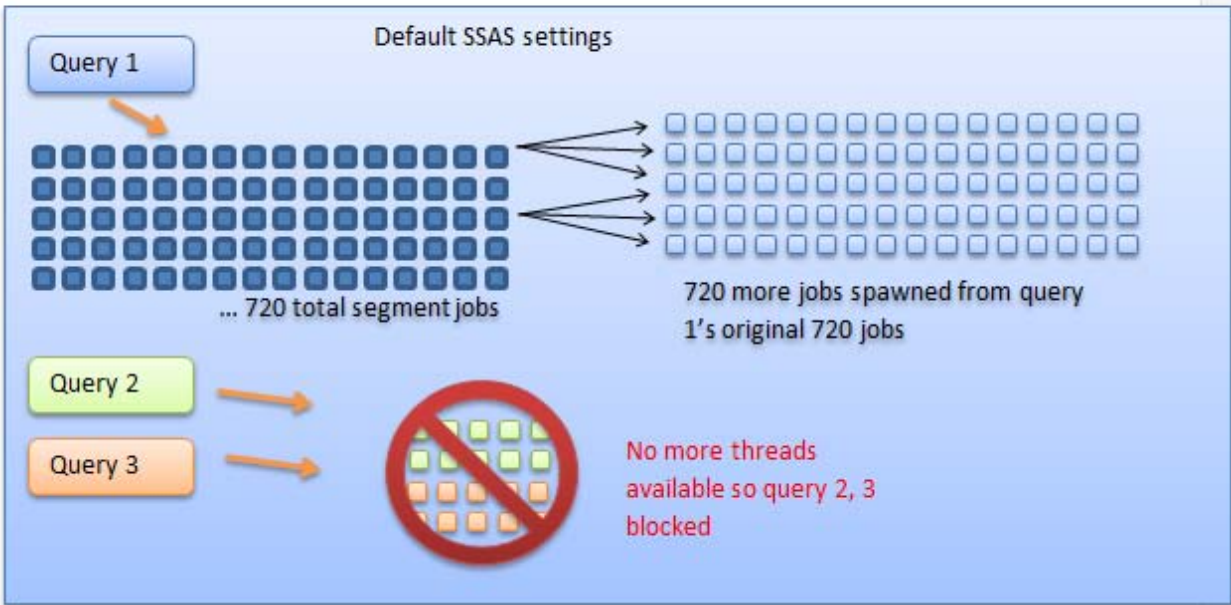 Default SSAS settings
Query 1
... 720 total segment jobs
720 more jobs spawned from query
1's original 720 jobs
Query 2
Query 3
No more threads
available so query 2, 3
blocked